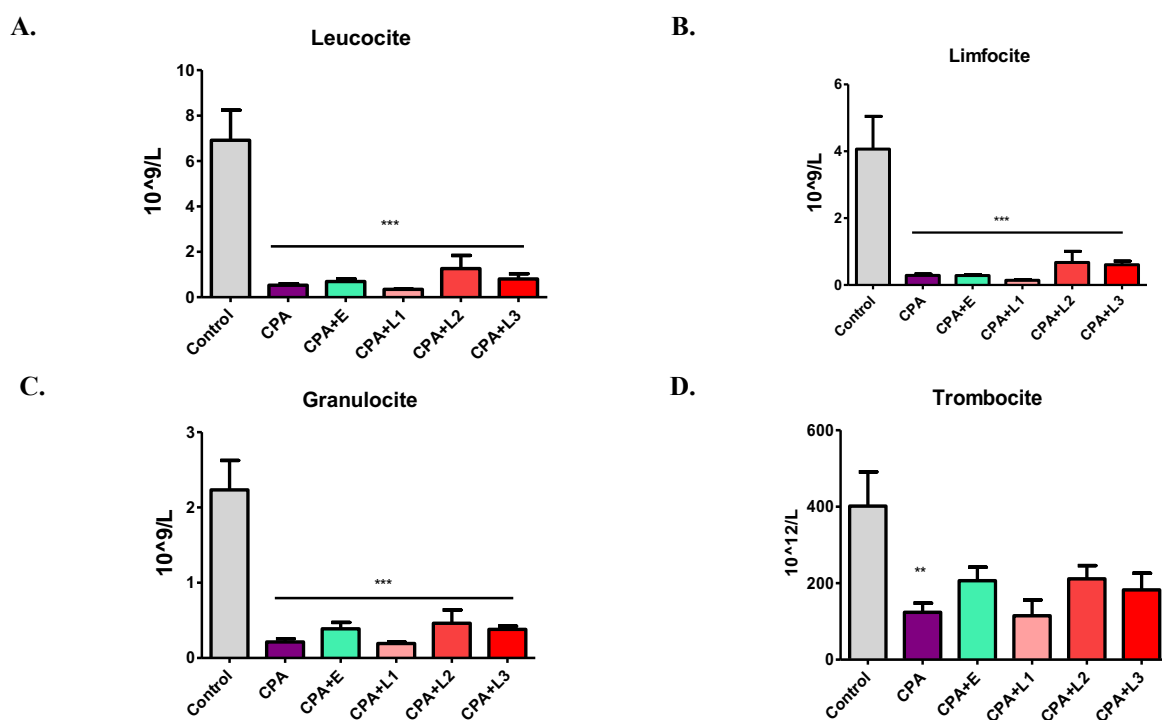 A.
Leucocite
10^9/L
10
8
6
4
2
0
***
Control
CPA
CPA+E
CPA+L1
CPA+L2
CPA+L3
B.
Limfocite
10^9/L
6
4
2
0
***
Control
CPA
CPA+E
CPA+L1
CPA+L2
CPA+L3
C.
Granulocite
10^9/L
3
2
1
0
***
Control
CPA
CPA+E
CPA+L1
CPA+L2
CPA+L3
D.
Trombocite
10^12/L
600
400
200
0
**
Control
CPA
CPA+E
CPA+L1
CPA+L2
CPA+L3